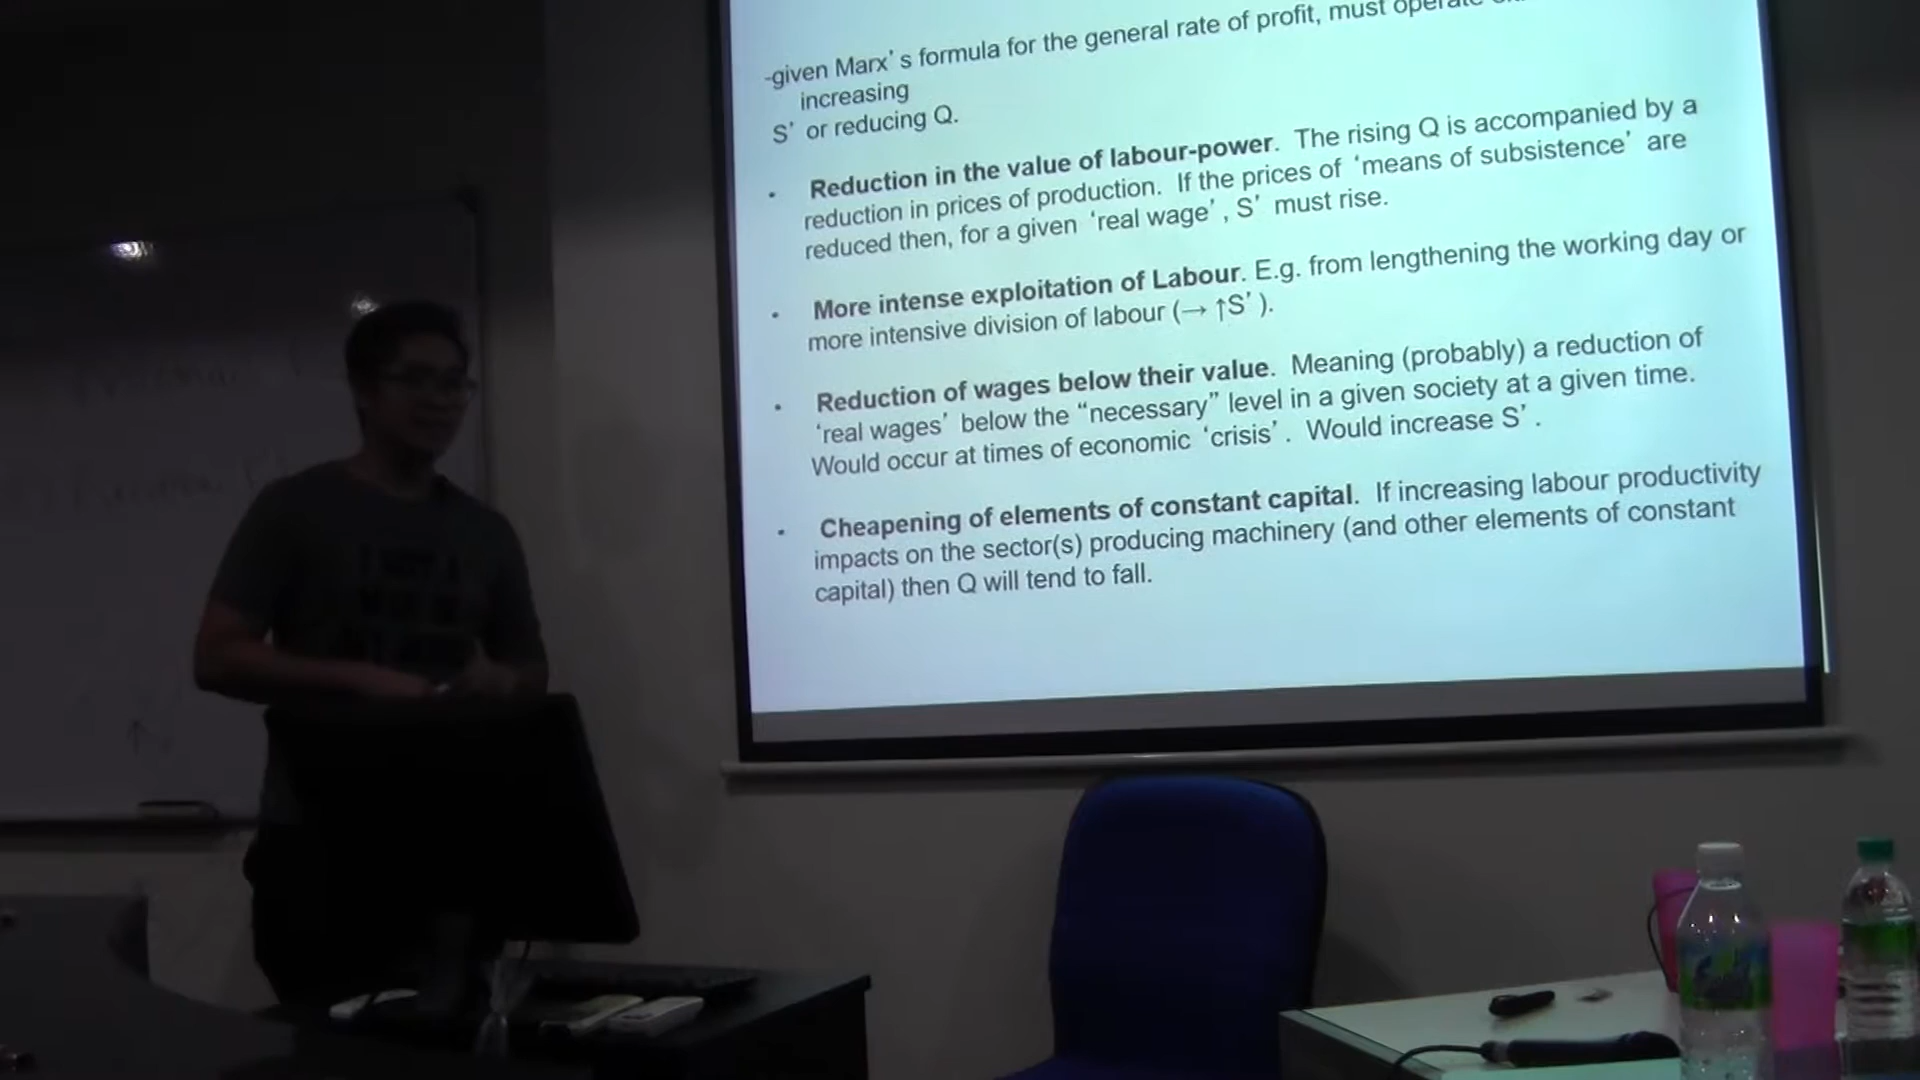 -given Marx’s formula for the general rate of profit, must operate
increasing
S’ or reducing Q.
• Reduction in the value of labour-power. The rising Q is accompanied by a
reduction in prices of production. If the prices of ‘means of subsistence’ are
reduced then, for a given ‘real wage’, S’ must rise.
• More intense exploitation of Labour. E.g. from lengthening the working day or
more intensive division of labour (→ ↑S’).
• Reduction of wages below their value. Meaning (probably) a reduction of
‘real wages’ below the “necessary” level in a given society at a given time.
Would occur at times of economic ‘crisis’. Would increase S’.
• Cheapening of elements of constant capital. If increasing labour productivity
impacts on the sector(s) producing machinery (and other elements of constant
capital) then Q will tend to fall.